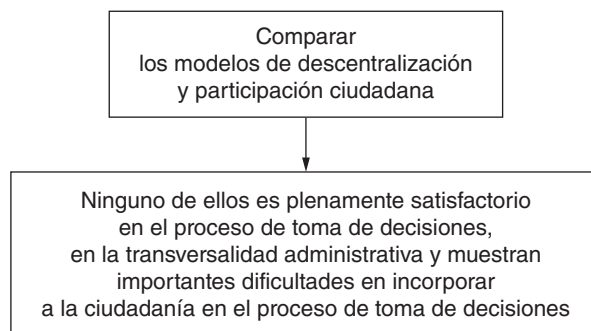 Comparar
los modelos de descentralización
y participación ciudadana
Ninguno de ellos es plenamente satisfactorio
en el proceso de toma de decisiones,
en la transversalidad administrativa y muestran
importantes dificultades en incorporar
a la ciudadanía en el proceso de toma de decisiones